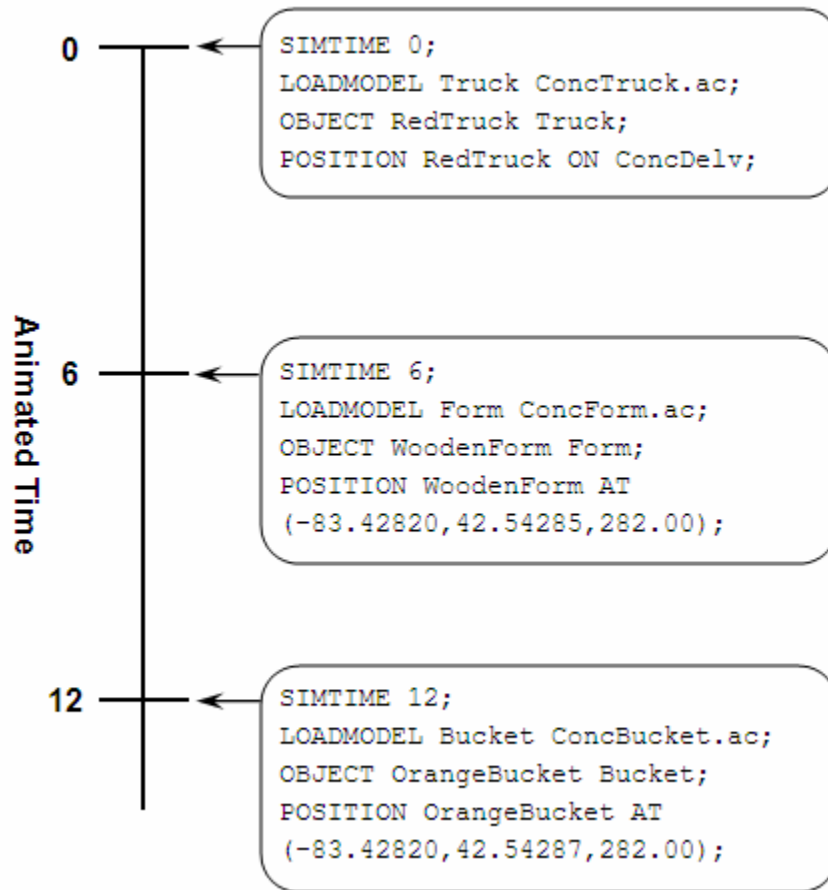 0
SIMTIME 0;
LOADMODEL Truck ConcTruck.ac;
OBJECT RedTruck Truck;
POSITION RedTruck ON ConcDelv;
Animated Time
6
SIMTIME 6;
LOADMODEL Form ConcForm.ac;
OBJECT WoodenForm Form;
POSITION WoodenForm AT
(-83.42820,42.54285,282.00);
12
SIMTIME 12;
LOADMODEL Bucket ConcBucket.ac;
OBJECT OrangeBucket Bucket;
POSITION OrangeBucket AT
(-83.42820,42.54287,282.00);